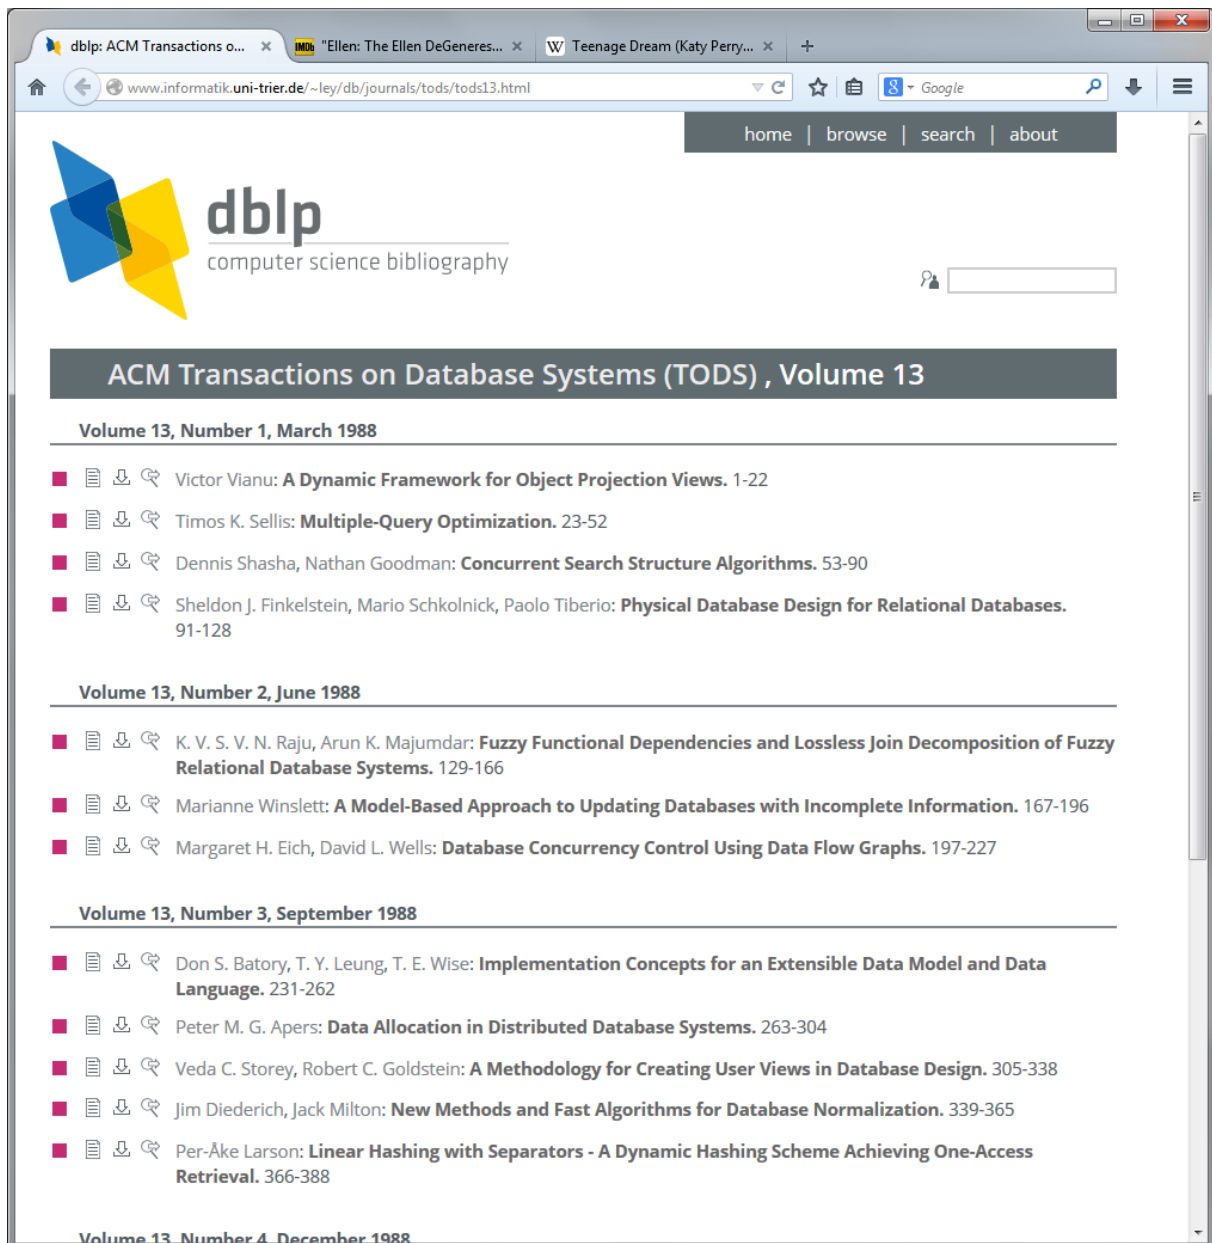 dblp: ACM Transactions o...
"Ellen: The Ellen DeGeneres...
W Teenage Dream (Katy Perry...
www.informatik.uni-trier.de/~ley/db/journals/tods/tods13.html
Google
home | browse | search | about
dblp
computer science bibliography
ACM Transactions on Database Systems (TODS) , Volume 13
Volume 13, Number 1, March 1988
Victor Vianu: A Dynamic Framework for Object Projection Views. 1-22
Timos K. Sellis: Multiple-Query Optimization. 23-52
Dennis Shasha, Nathan Goodman: Concurrent Search Structure Algorithms. 53-90
Sheldon J. Finkelstein, Mario Schkolnick, Paolo Tiberio: Physical Database Design for Relational Databases.
91-128
Volume 13, Number 2, June 1988
K. V. S. V. N. Raju, Arun K. Majumdar: Fuzzy Functional Dependencies and Lossless Join Decomposition of Fuzzy
Relational Database Systems. 129-166
Marianne Winslett: A Model-Based Approach to Updating Databases with Incomplete Information. 167-196
Margaret H. Eich, David L. Wells: Database Concurrency Control Using Data Flow Graphs. 197-227
Volume 13, Number 3, September 1988
Don S. Batory, T. Y. Leung, T. E. Wise: Implementation Concepts for an Extensible Data Model and Data
Language. 231-262
Peter M. G. Apers: Data Allocation in Distributed Database Systems. 263-304
Veda C. Storey, Robert C. Goldstein: A Methodology for Creating User Views in Database Design. 305-338
Jim Diederich, Jack Milton: New Methods and Fast Algorithms for Database Normalization. 339-365
Per-Åke Larson: Linear Hashing with Separators - A Dynamic Hashing Scheme Achieving One-Access
Retrieval. 366-388
Volume 13, Number 4, December 1988